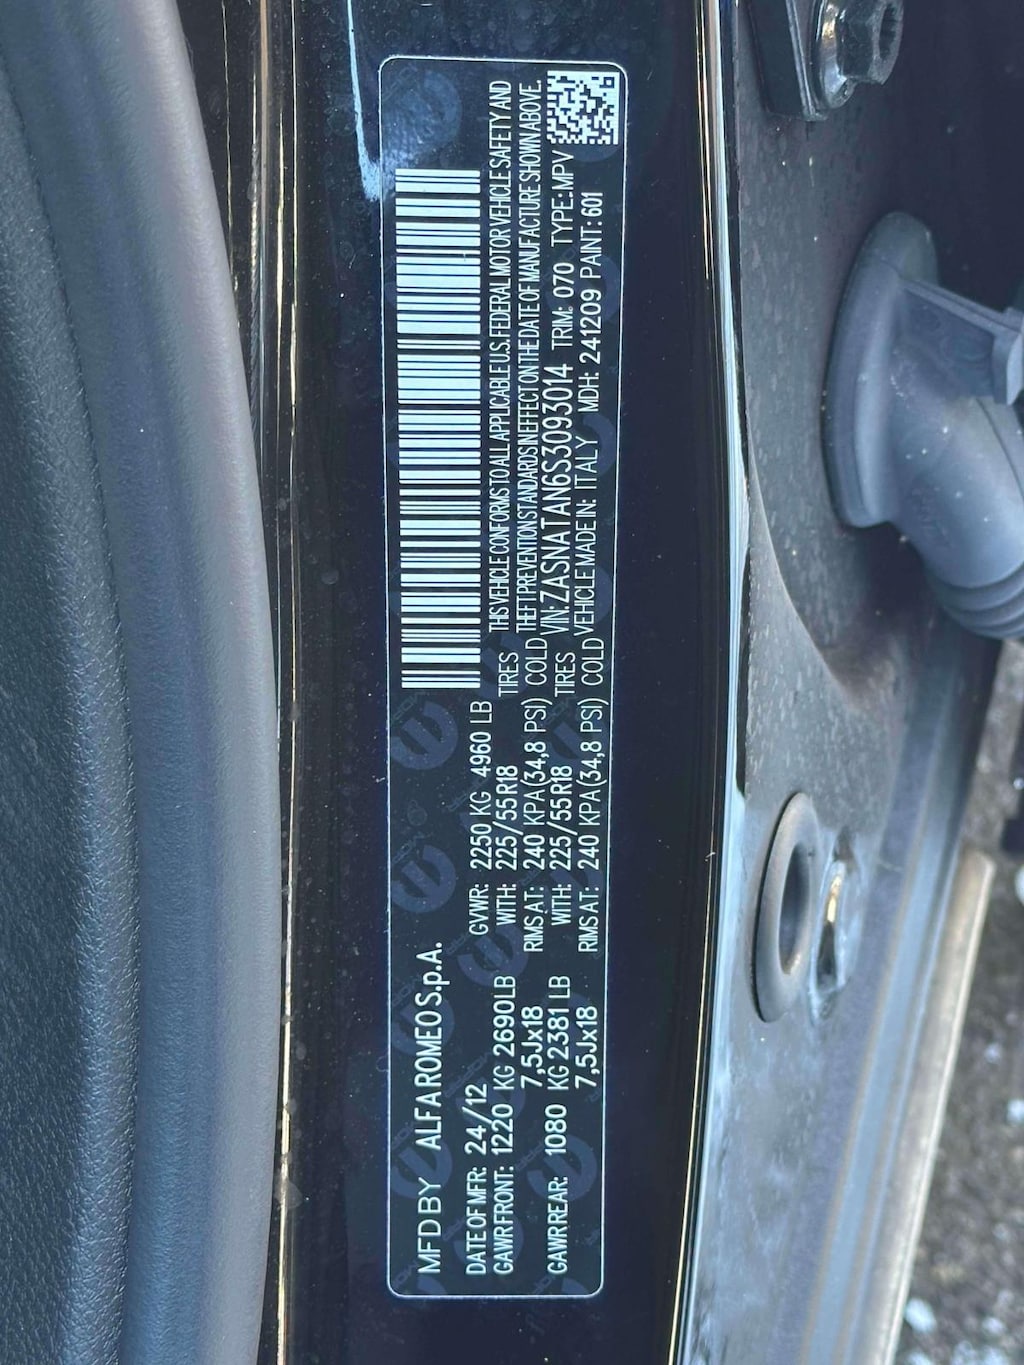 MFD BY ALFA ROMEO S.p.A.
DATE OF MFR: 24/12 GVWR: 2250 KG 4960 LB
GAWR FRONT: 1220 KG 2690 LB WITH: 225/55R18 TIRES
7,5Jx18 RIMS AT: 240 KPA (34,8 PSI) COLD
GAWR REAR: 1080 KG 2381 LB WITH: 225/55R18 TIRES
7,5Jx18 RIMS AT: 240 KPA (34,8 PSI) COLD
THIS VEHICLE CONFORMS TO ALL APPLICABLE U.S. FEDERAL MOTOR VEHICLE SAFETY AND
THEFT PREVENTION STANDARDS IN EFFECT ON THE DATE OF MANUFACTURE SHOWN ABOVE.
VIN: ZASNATAN6S3093014 TRIM: 070 TYPE: MPV
VEHICLE MADE IN: ITALY MDH: 241209 PAINT: 601